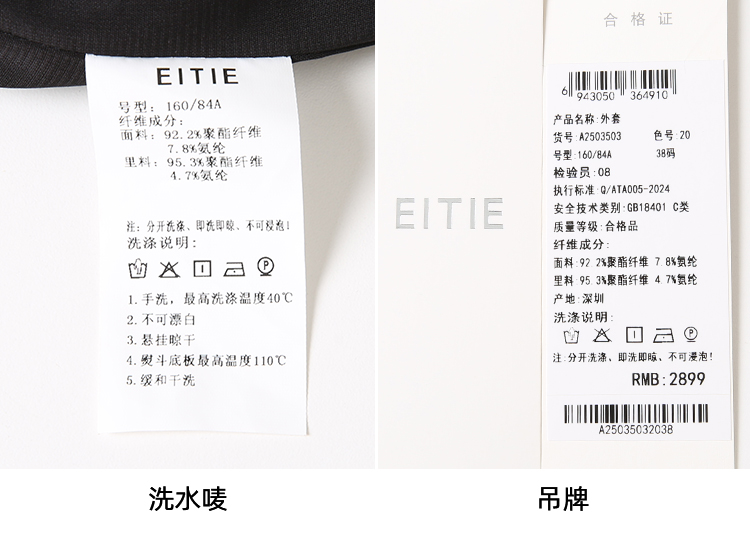 EITIE
号型: 160/84A
纤维成分:
面料: 92.2%聚酯纤维
7.8%氨纶
里料: 95.3%聚酯纤维
4.7%氨纶
注: 分开洗涤、即洗即晾、不可浸泡!
洗涤说明:
1.手洗，最高洗涤温度40℃
2.不可漂白
3.悬挂晾干
4.熨斗底板最高温度110℃
5.缓和干洗
洗水唛
EITIE
合格证
6 943050 364910
产品名称:外套
货号:A2503503 色号:20
号型:160/84A 38码
检验员:08
执行标准:Q/ATA005-2024
安全技术类别:GB18401 C类
质量等级:合格品
纤维成分:
面料:92.2%聚酯纤维 7.8%氨纶
里料 95.3%聚酯纤维 4.7%氨纶
产地:深圳
洗涤说明:
注:分开洗涤、即洗即晾、不可浸泡!
RMB:2899
A25035032038
吊牌